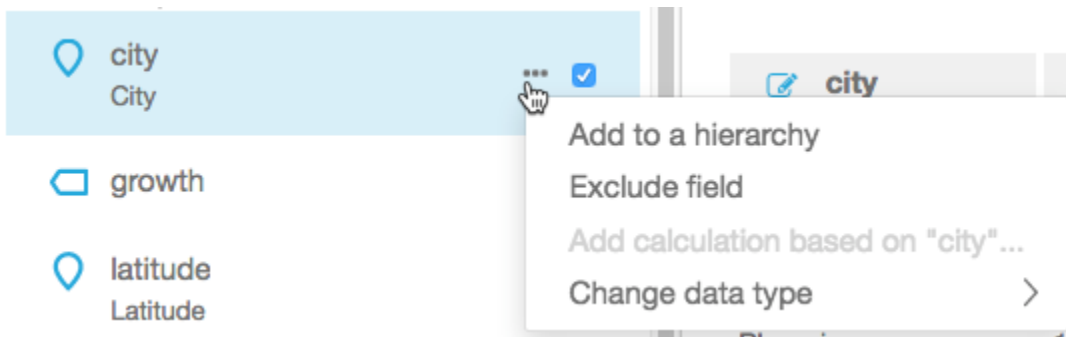 city
City
growth
latitude
Latitude
city
Add to a hierarchy
Exclude field
Add calculation based on "city"...
Change data type